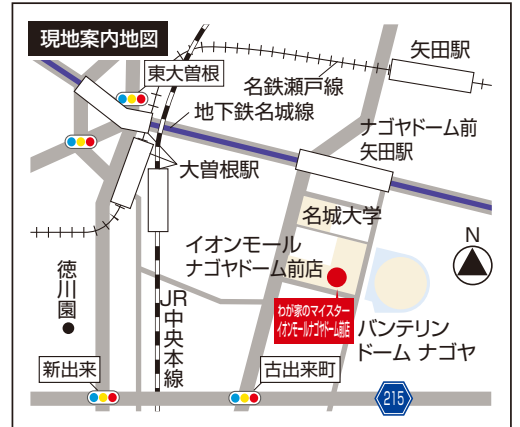 現地案内地図
矢田駅
東大曽根
名鉄瀬戸線
地下鉄名城線
ナゴヤドーム前
矢田駅
大曽根駅
名城大学
イオンモール
ナゴヤドーム前店
N
徳川園
JR中央本線
わが家のマイスター
イオンモールナゴヤドーム前店
バンテリン
ドーム ナゴヤ
新出来
古出来町
215